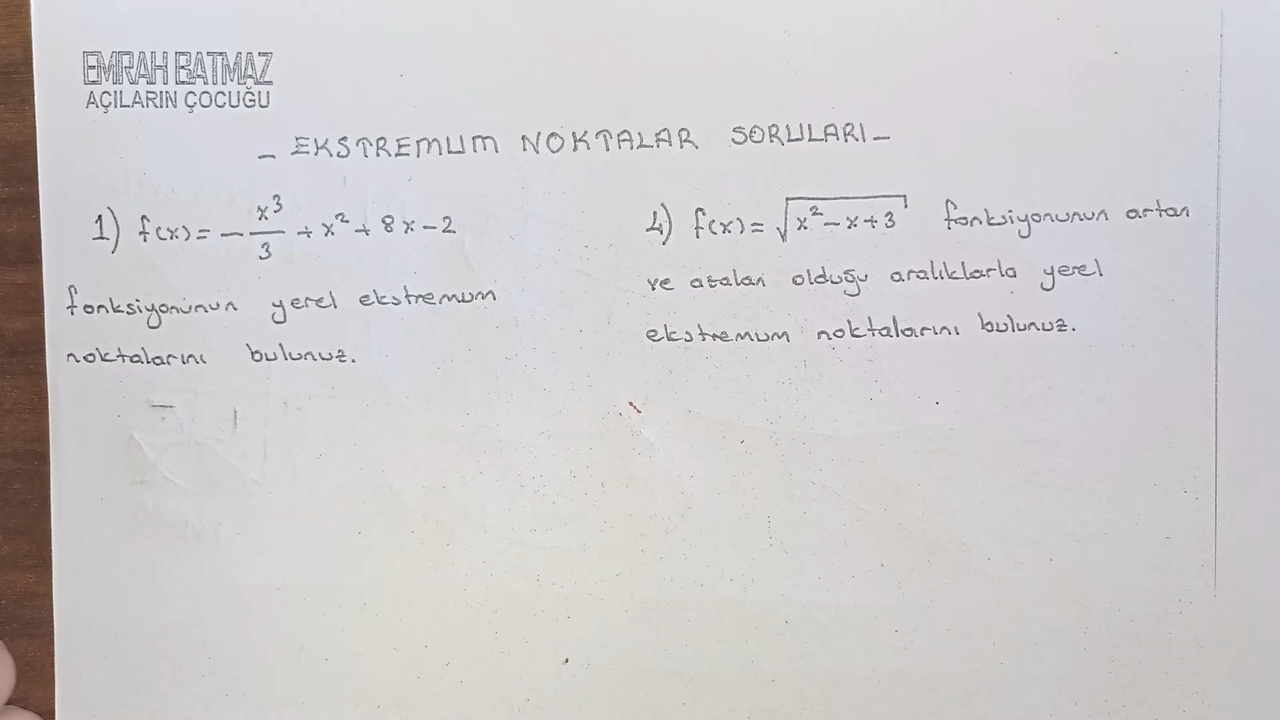 EMRAH BATMAZ
AÇILARIN ÇOCUĞU
- EKSTREMUM NOKTALAR SORULARI -
1) f(x) = - x³/3 + x² + 8x - 2
fonksiyonunun yerel ekstremum
noktalarını bulunuz.
4) f(x) = √(x² - x + 3) fonksiyonunun artan
ve azalan olduğu aralıklarla yerel
ekstremum noktalarını bulunuz.